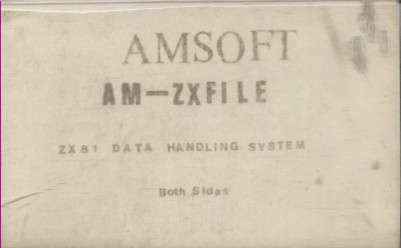 AMSOFT
AM-ZXFILE
ZX81 DATA HANDLING SYSTEM
Both Sides